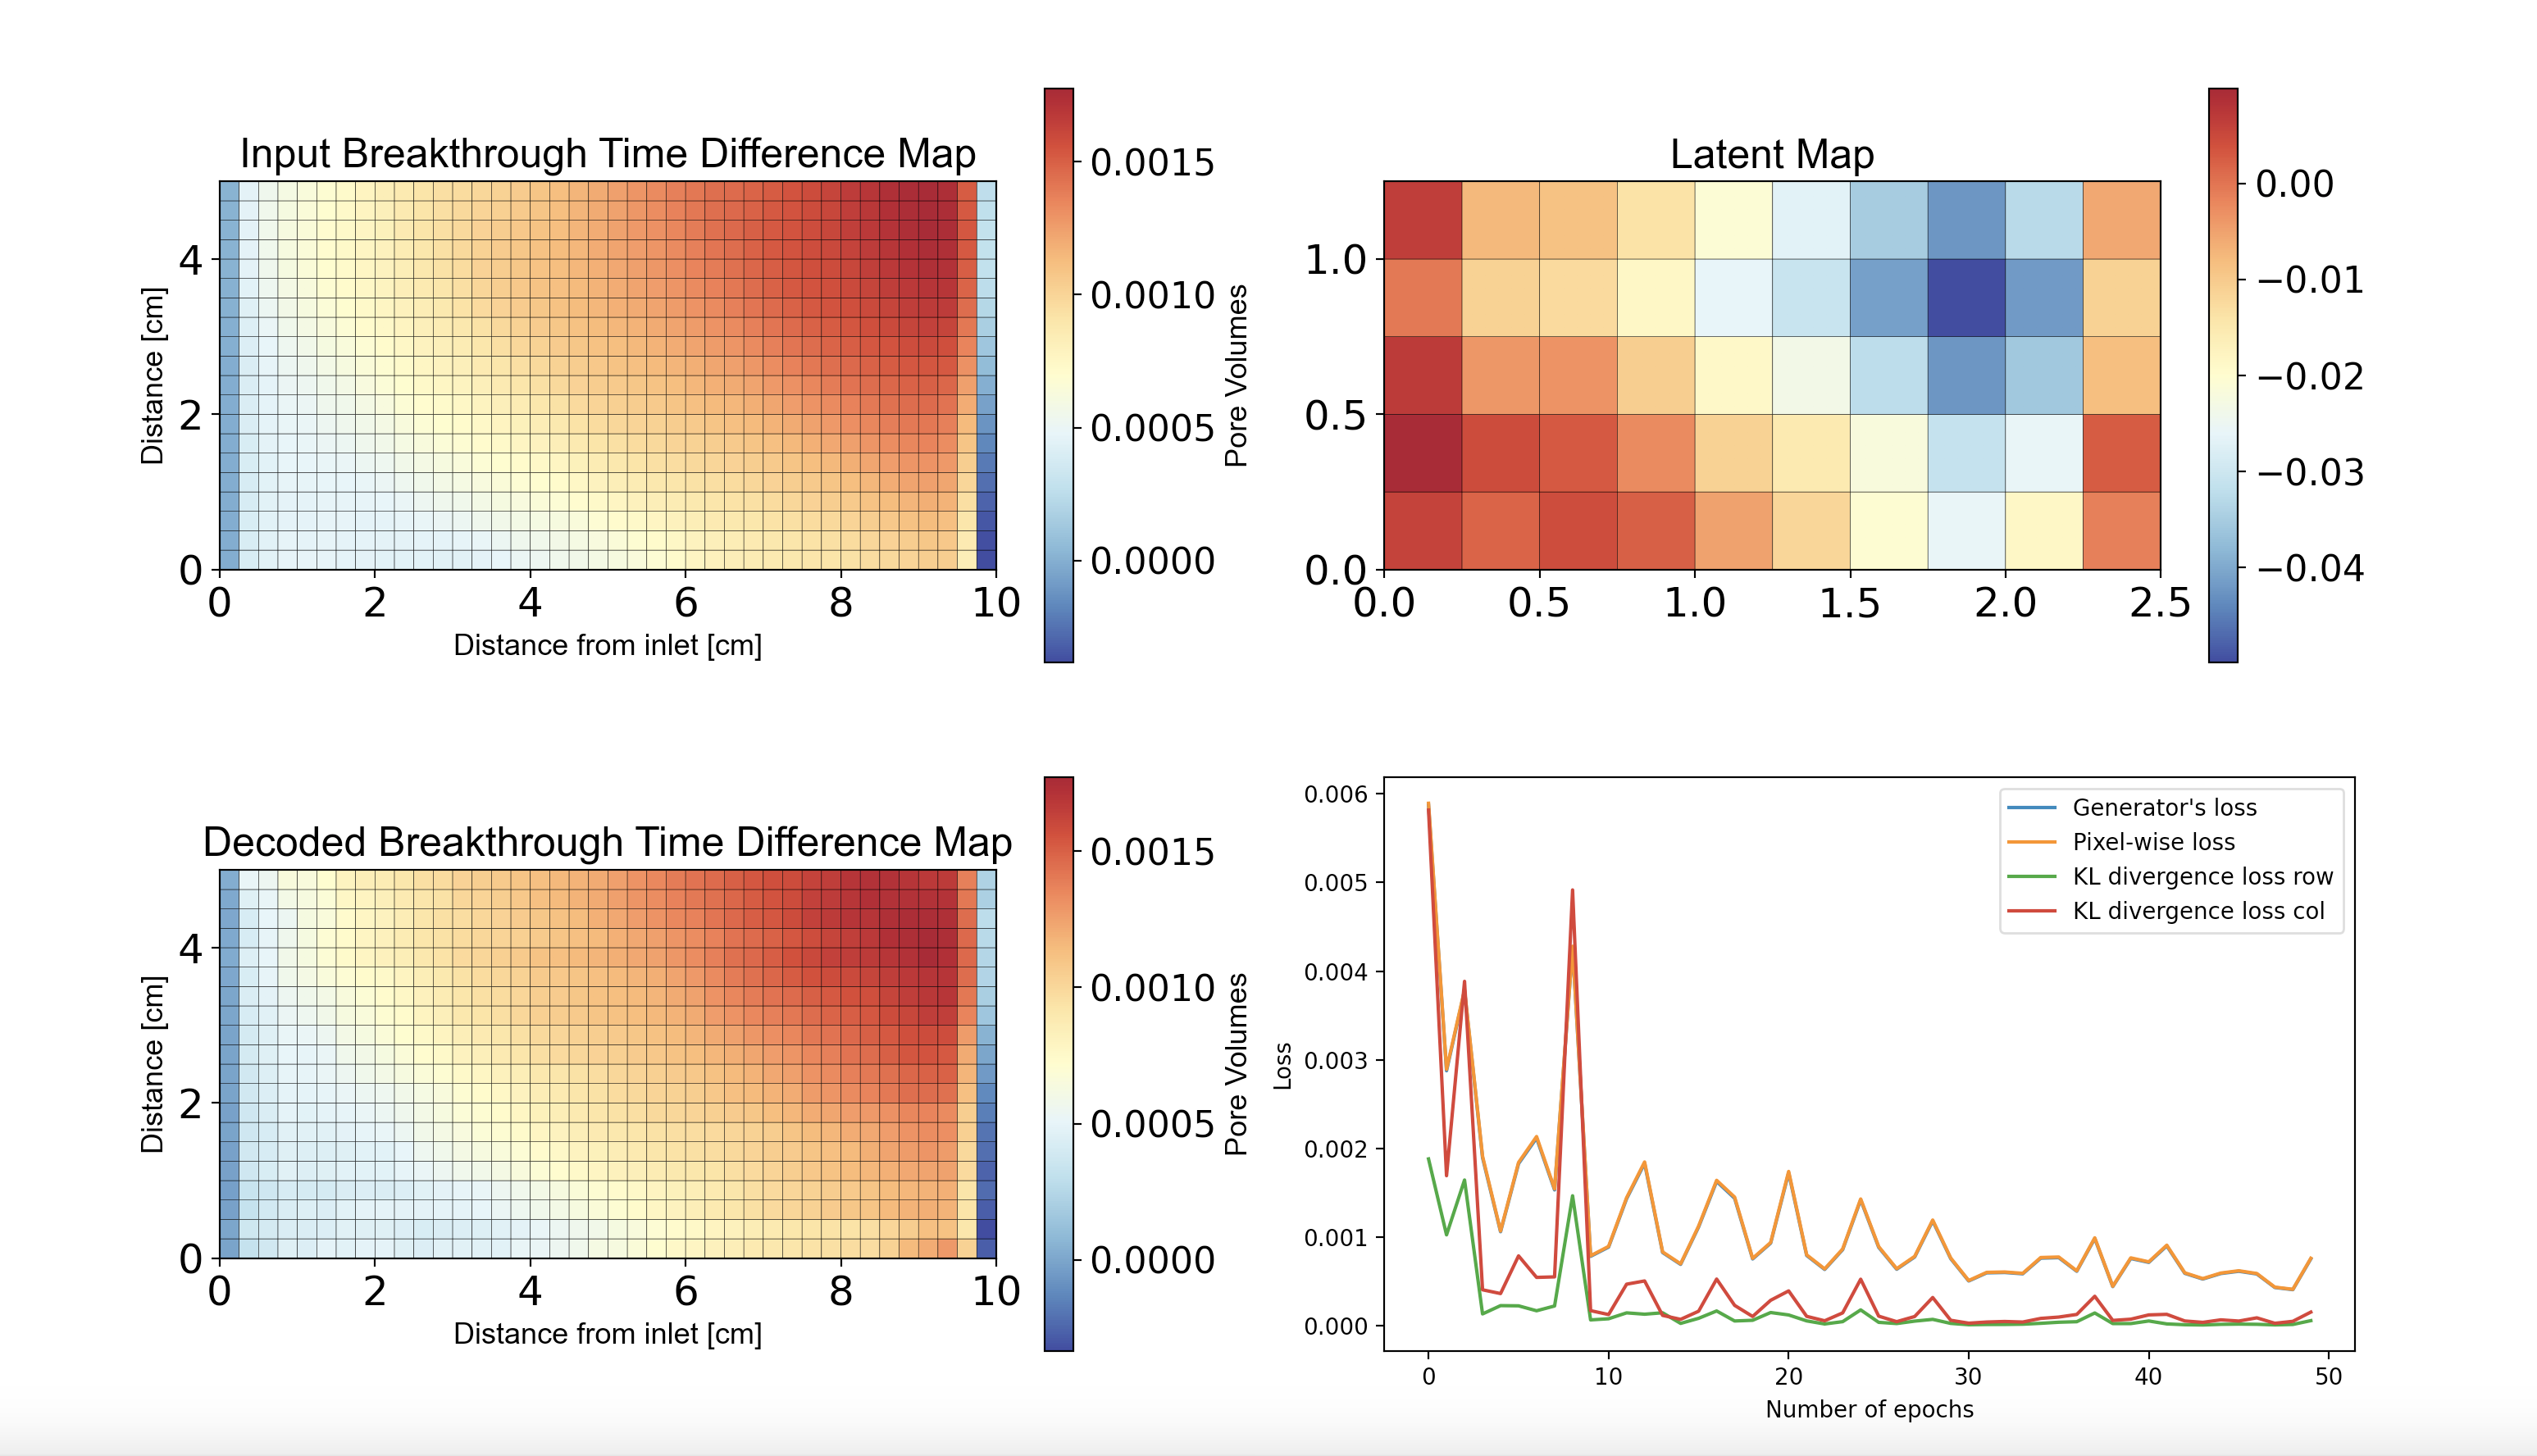 Input Breakthrough Time Difference Map
4
2
0
0 2 4 6 8 10
Distance [cm]
Distance from inlet [cm]
0.0015
0.0010
0.0005
0.0000
Pore Volumes
Latent Map
1.0
0.5
0.0
0.0 0.5 1.0 1.5 2.0 2.5
0.00
−0.01
−0.02
−0.03
−0.04
Decoded Breakthrough Time Difference Map
4
2
0
0 2 4 6 8 10
Distance [cm]
Distance from inlet [cm]
0.0015
0.0010
0.0005
0.0000
Pore Volumes
0.006
0.005
0.004
0.003
0.002
0.001
0.000
Loss
Generator's loss
Pixel-wise loss
KL divergence loss row
KL divergence loss col
0 10 20 30 40 50
Number of epochs